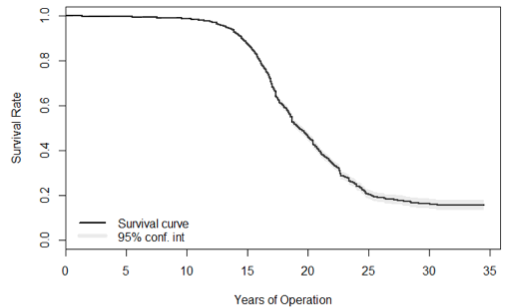 Survival Rate
1.0
0.8
0.6
0.4
0.2
0.0
Survival curve
95% conf. int
0 5 10 15 20 25 30 35
Years of Operation